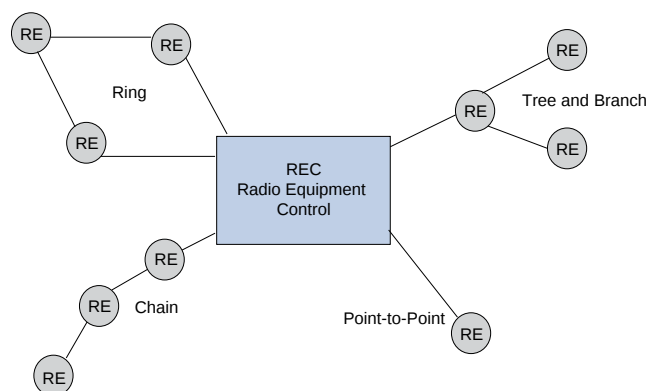 RE
RE
RE
Ring
RE
Tree and Branch
RE
RE
RE
REC
Radio Equipment
Control
RE
RE
Chain
RE
Point-to-Point
RE